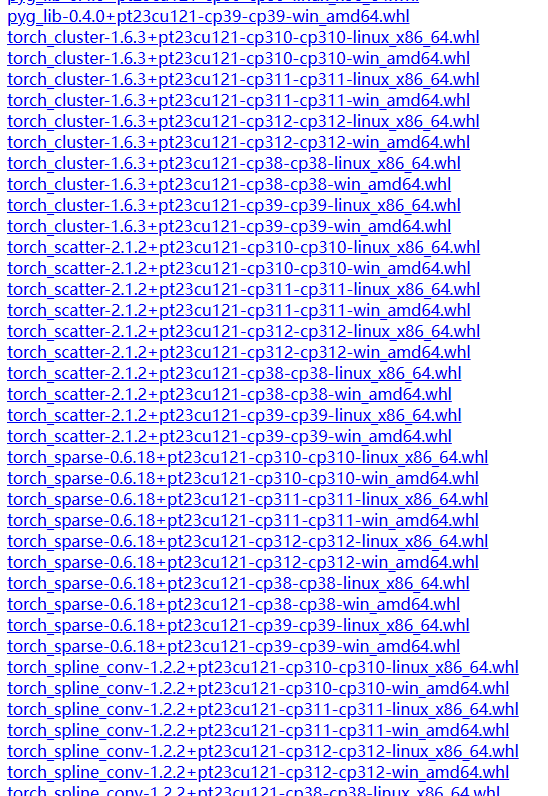 pyg_lib-0.4.0+pt23cu121-cp39-cp39-win_amd64.whl
torch_cluster-1.6.3+pt23cu121-cp310-cp310-linux_x86_64.whl
torch_cluster-1.6.3+pt23cu121-cp310-cp310-win_amd64.whl
torch_cluster-1.6.3+pt23cu121-cp311-cp311-linux_x86_64.whl
torch_cluster-1.6.3+pt23cu121-cp311-cp311-win_amd64.whl
torch_cluster-1.6.3+pt23cu121-cp312-cp312-linux_x86_64.whl
torch_cluster-1.6.3+pt23cu121-cp312-cp312-win_amd64.whl
torch_cluster-1.6.3+pt23cu121-cp38-cp38-linux_x86_64.whl
torch_cluster-1.6.3+pt23cu121-cp38-cp38-win_amd64.whl
torch_cluster-1.6.3+pt23cu121-cp39-cp39-linux_x86_64.whl
torch_cluster-1.6.3+pt23cu121-cp39-cp39-win_amd64.whl
torch_scatter-2.1.2+pt23cu121-cp310-cp310-linux_x86_64.whl
torch_scatter-2.1.2+pt23cu121-cp310-cp310-win_amd64.whl
torch_scatter-2.1.2+pt23cu121-cp311-cp311-linux_x86_64.whl
torch_scatter-2.1.2+pt23cu121-cp311-cp311-win_amd64.whl
torch_scatter-2.1.2+pt23cu121-cp312-cp312-linux_x86_64.whl
torch_scatter-2.1.2+pt23cu121-cp312-cp312-win_amd64.whl
torch_scatter-2.1.2+pt23cu121-cp38-cp38-linux_x86_64.whl
torch_scatter-2.1.2+pt23cu121-cp38-cp38-win_amd64.whl
torch_scatter-2.1.2+pt23cu121-cp39-cp39-linux_x86_64.whl
torch_scatter-2.1.2+pt23cu121-cp39-cp39-win_amd64.whl
torch_sparse-0.6.18+pt23cu121-cp310-cp310-linux_x86_64.whl
torch_sparse-0.6.18+pt23cu121-cp310-cp310-win_amd64.whl
torch_sparse-0.6.18+pt23cu121-cp311-cp311-linux_x86_64.whl
torch_sparse-0.6.18+pt23cu121-cp311-cp311-win_amd64.whl
torch_sparse-0.6.18+pt23cu121-cp312-cp312-linux_x86_64.whl
torch_sparse-0.6.18+pt23cu121-cp312-cp312-win_amd64.whl
torch_sparse-0.6.18+pt23cu121-cp38-cp38-linux_x86_64.whl
torch_sparse-0.6.18+pt23cu121-cp38-cp38-win_amd64.whl
torch_sparse-0.6.18+pt23cu121-cp39-cp39-linux_x86_64.whl
torch_sparse-0.6.18+pt23cu121-cp39-cp39-win_amd64.whl
torch_spline_conv-1.2.2+pt23cu121-cp310-cp310-linux_x86_64.whl
torch_spline_conv-1.2.2+pt23cu121-cp310-cp310-win_amd64.whl
torch_spline_conv-1.2.2+pt23cu121-cp311-cp311-linux_x86_64.whl
torch_spline_conv-1.2.2+pt23cu121-cp311-cp311-win_amd64.whl
torch_spline_conv-1.2.2+pt23cu121-cp312-cp312-linux_x86_64.whl
torch_spline_conv-1.2.2+pt23cu121-cp312-cp312-win_amd64.whl
torch_spline_conv-1.2.2+pt23cu121-cp38-cp38-linux_x86_64.whl